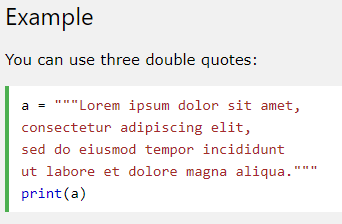 Example
You can use three double quotes:
a = """Lorem ipsum dolor sit amet,
consectetur adipiscing elit,
sed do eiusmod tempor incididunt
ut labore et dolore magna aliqua."""
print(a)